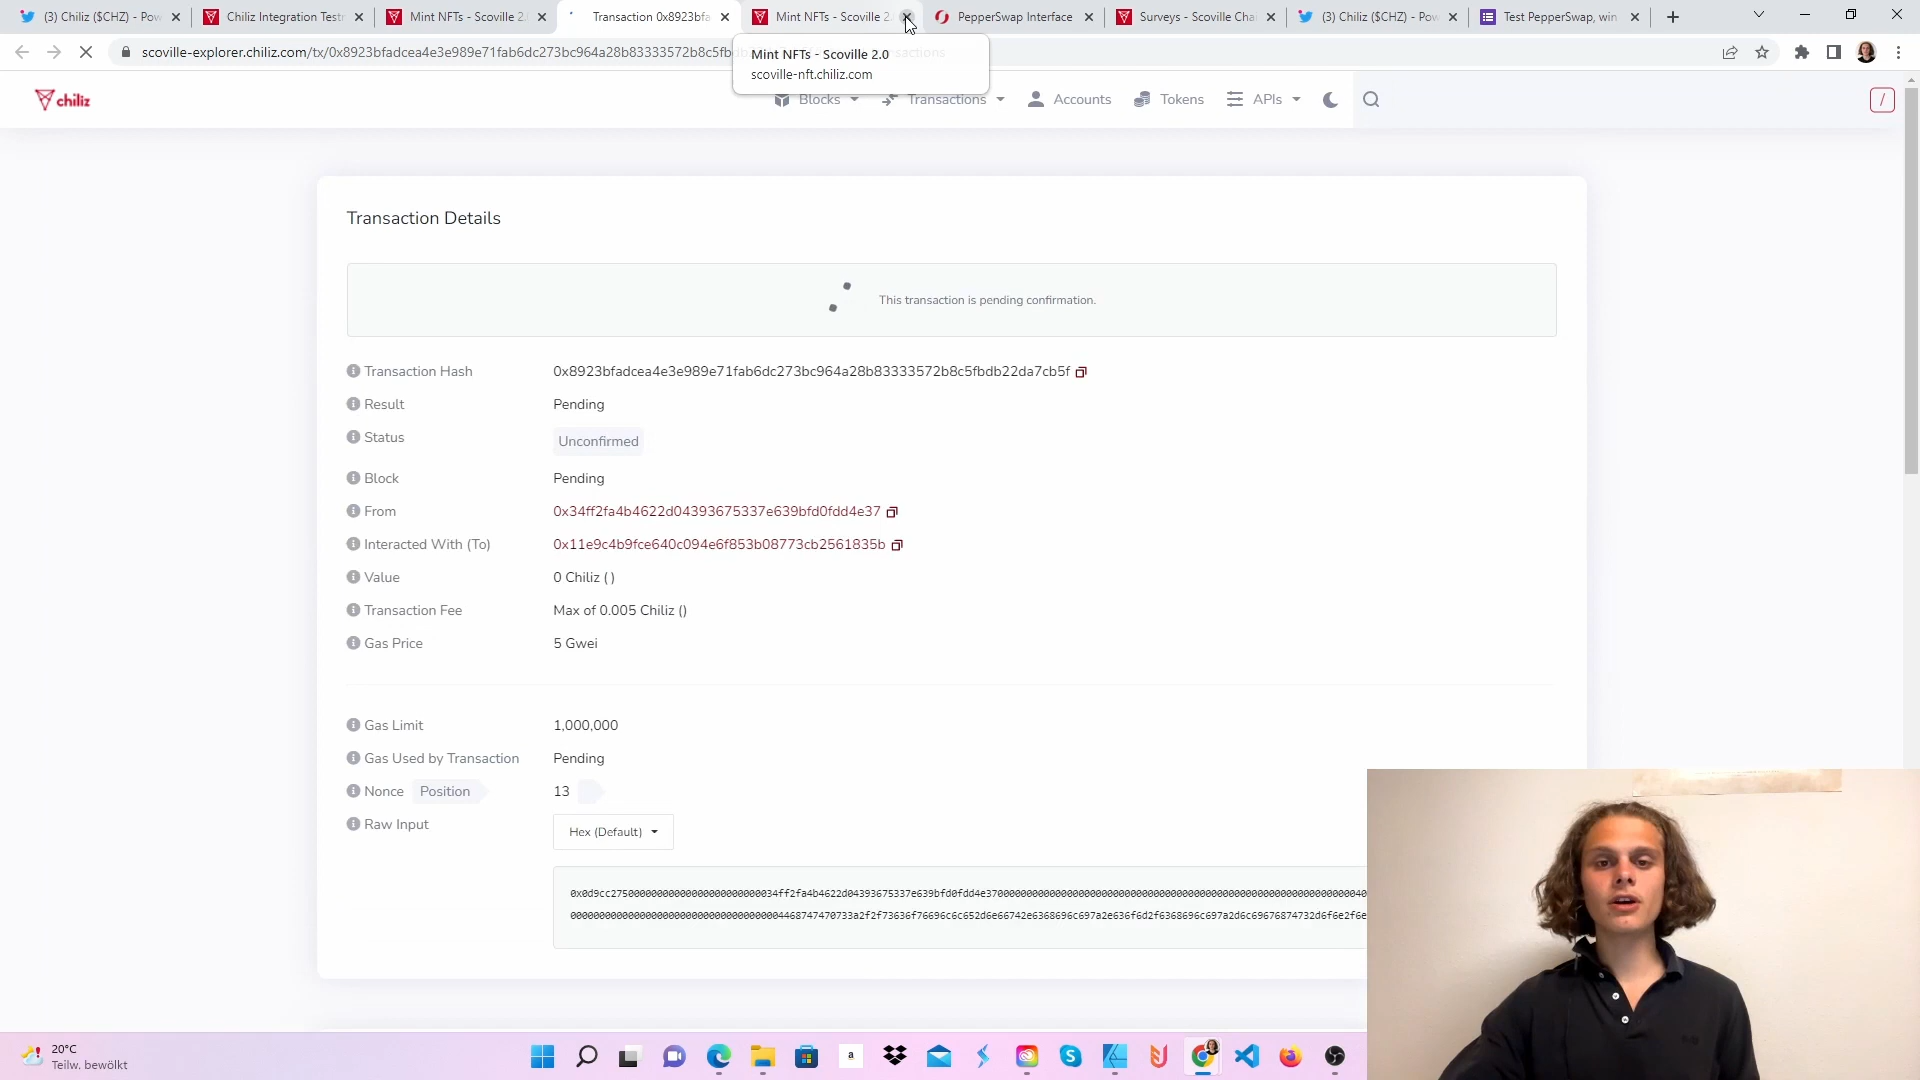 (3) Chiliz ($CHZ) - Pow
Chiliz Integration Testn
Mint NFTs - Scoville 2.
Transaction 0x8923bfa
Mint NFTs - Scoville 2.
PepperSwap Interface
Surveys - Scoville Cha
(3) Chiliz ($CHZ) - Pow
Test PepperSwap, win
scoville-explorer.chiliz.com/tx/0x8923bfadcea4e3e989e71fab6dc273bc964a28b83333572b8c5fbd
Mint NFTs - Scoville 2.0
scoville-nft.chiliz.com
chiliz
Blocks
Transactions
Accounts
Tokens
APIs
/
Transaction Details
This transaction is pending confirmation.
Transaction Hash 0x8923bfadcea4e3e989e71fab6dc273bc964a28b83333572b8c5fbdb22da7cb5f
Result Pending
Status Unconfirmed
Block Pending
From 0x34ff2fa4b4622d04393675337e639bfd0fdd4e37
Interacted With (To) 0x11e9c4b9fce640c094e6f853b08773cb2561835b
Value 0 Chiliz ( )
Transaction Fee Max of 0.005 Chiliz ()
Gas Price 5 Gwei
Gas Limit 1,000,000
Gas Used by Transaction Pending
Nonce Position 13
Raw Input Hex (Default)
20°C
Teilw. bewölkt